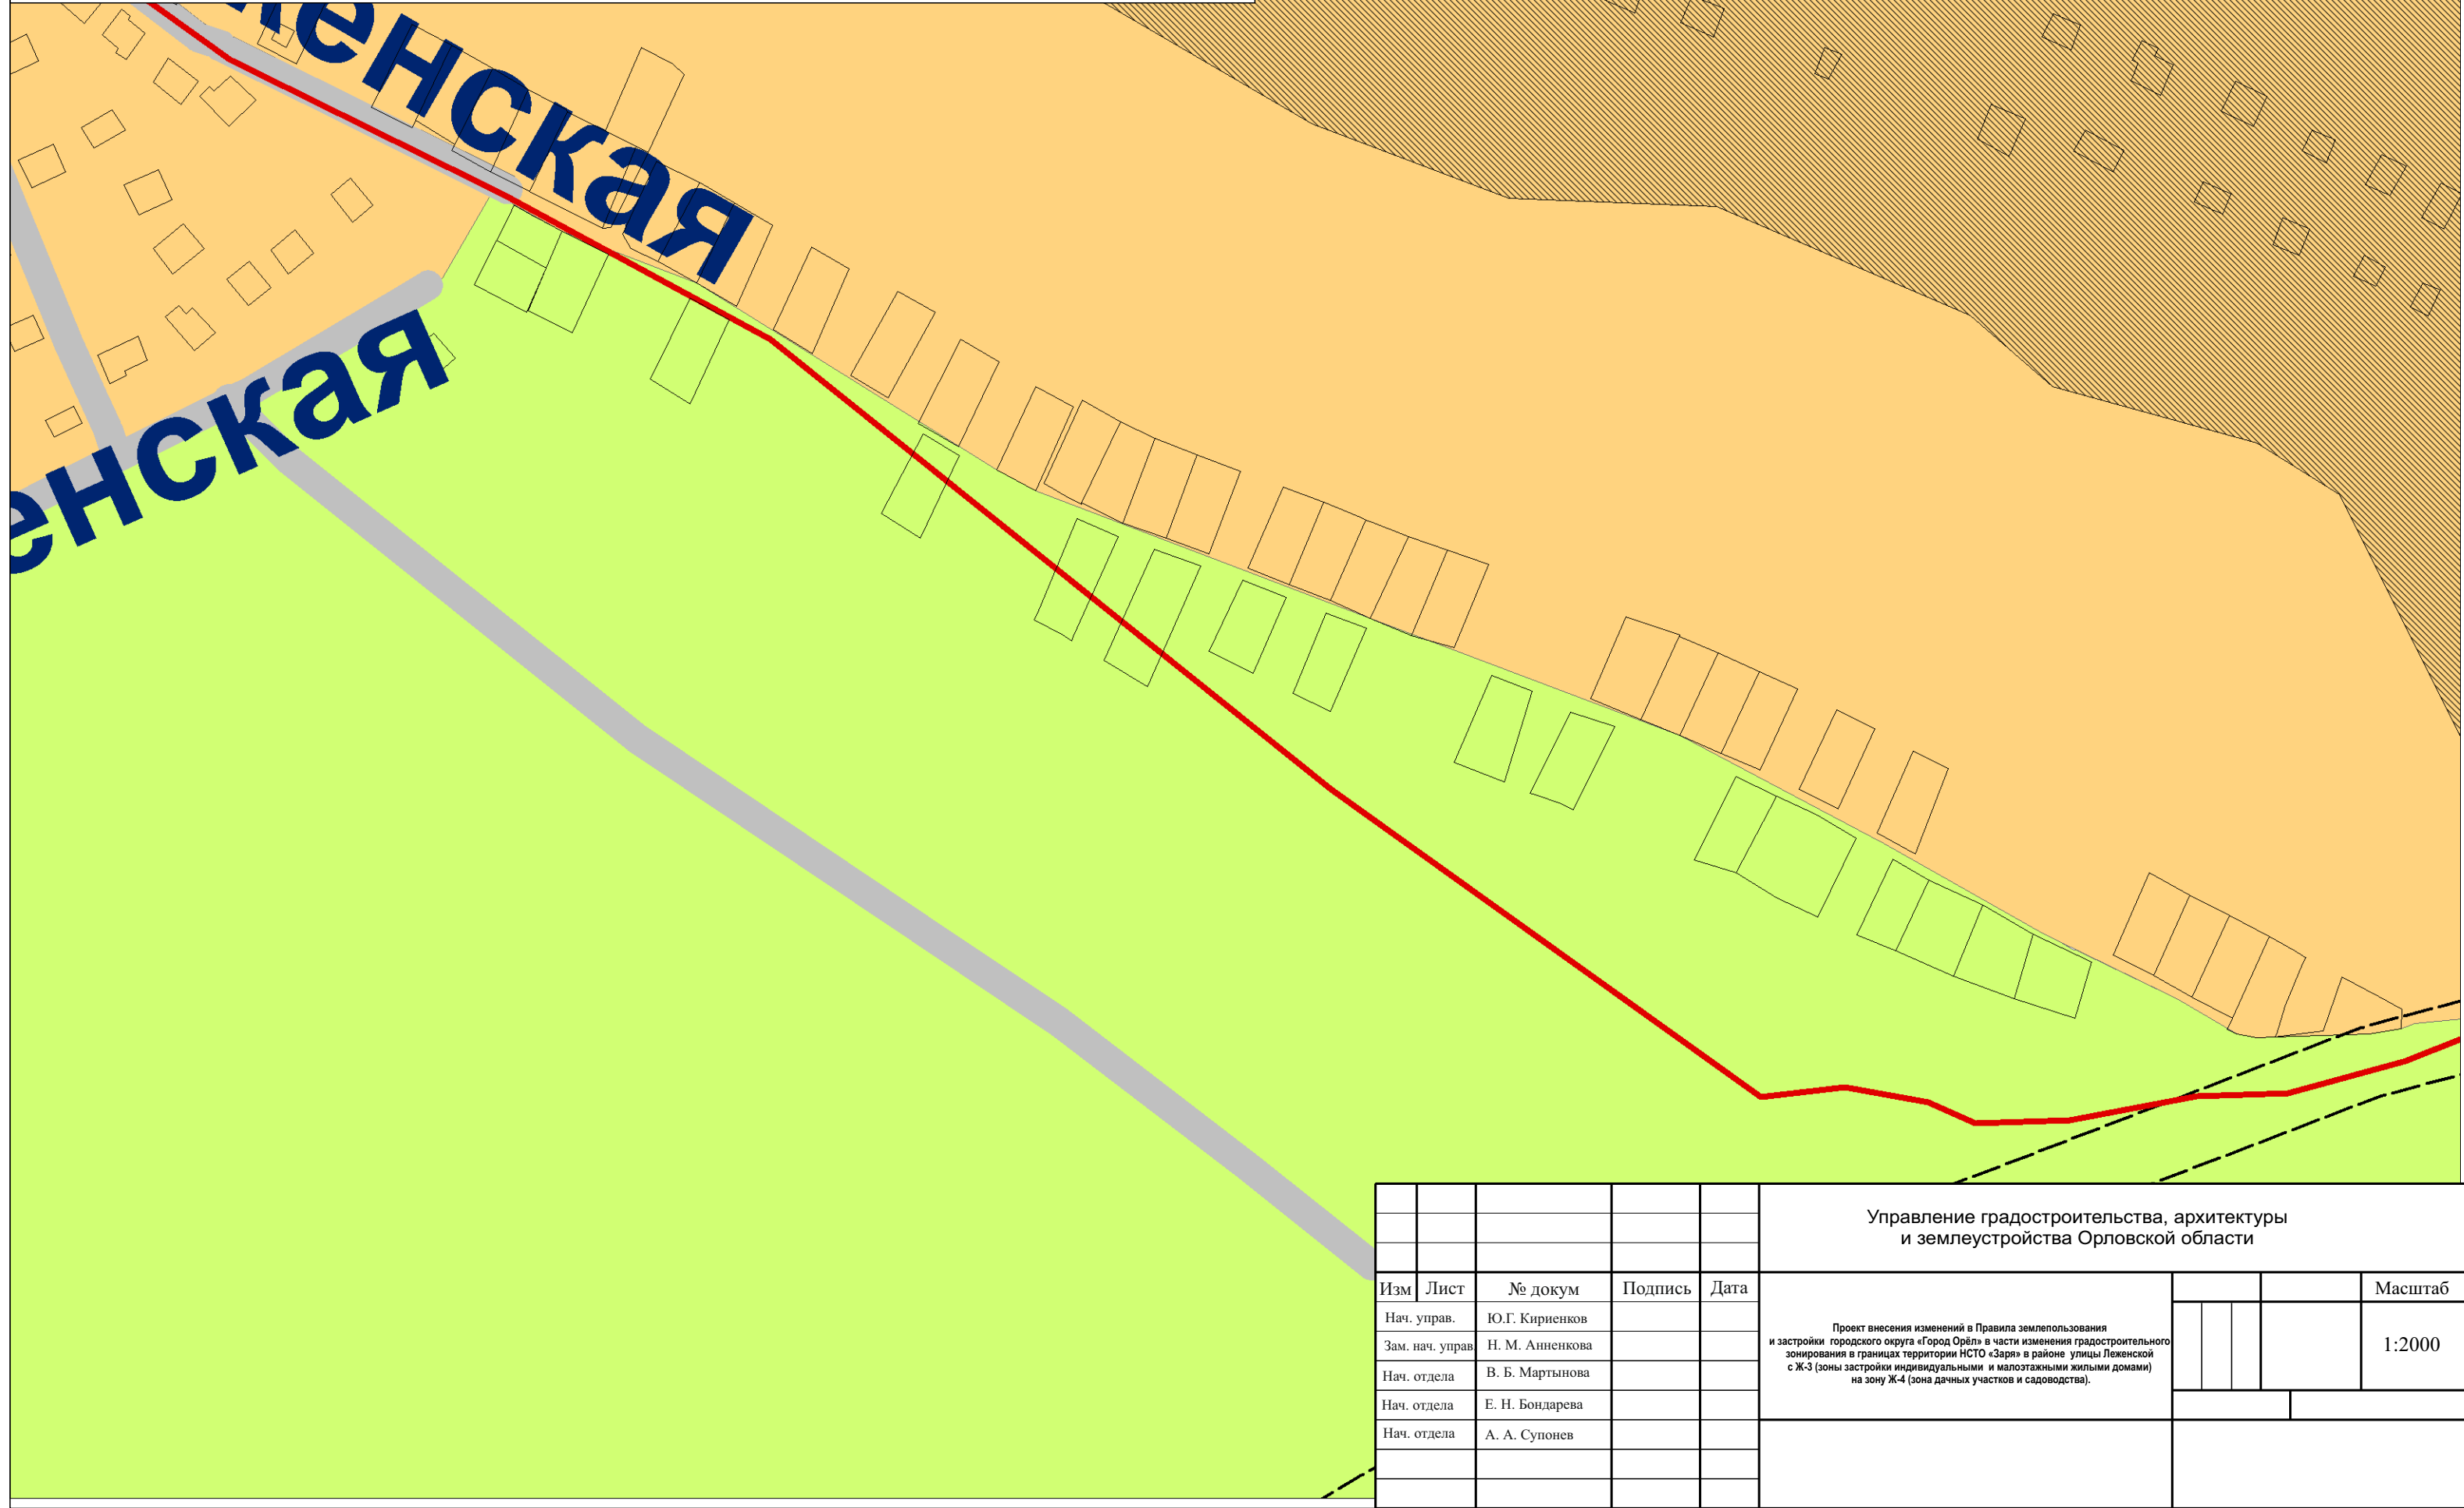 женская
енская
Управление градостроительства, архитектуры
и землеустройства Орловской области
Изм Лист № докум Подпись Дата
Масштаб
Нач. управ. Ю.Г. Кириенков
Зам. нач. управ. Н. М. Анненкова
Нач. отдела В. Б. Мартынова
Нач. отдела Е. Н. Бондарева
Нач. отдела А. А. Супонев
Проект внесения изменений в Правила землепользования
и застройки городского округа «Город Орёл» в части изменения градостроительного
зонирования в границах территории НСТО «Заря» в районе улицы Леженской
с Ж-3 (зоны застройки индивидуальными и малоэтажными жилыми домами)
на зону Ж-4 (зона дачных участков и садоводства).
1:2000